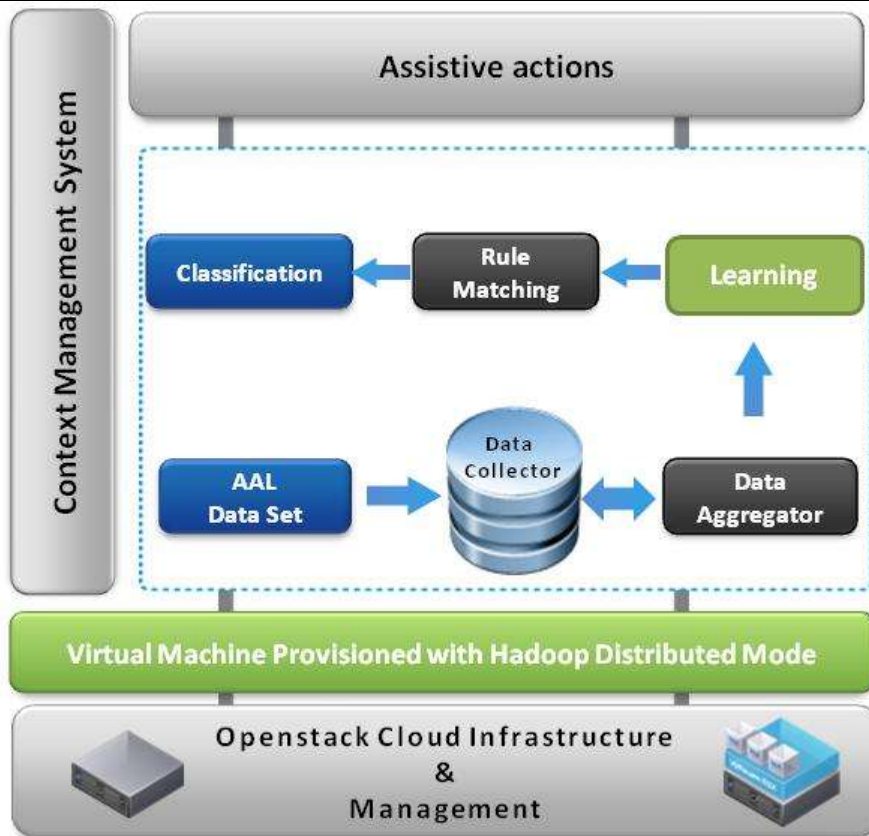 Assistive actions
Context Management System
Classification
Rule
Matching
Learning
AAL
Data Set
Data
Collector
Data
Aggregator
Virtual Machine Provisioned with Hadoop Distributed Mode
Openstack Cloud Infrastructure
&
Management